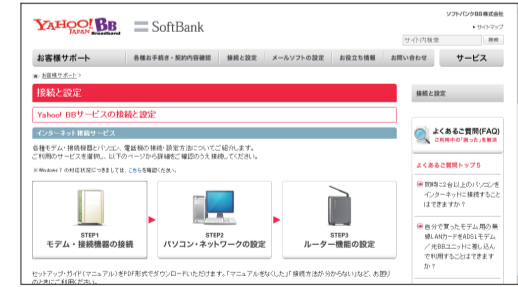 ソフトバンクBB株式会社
サイトマップ
YAHOO! BB
JAPAN Broadband
SoftBank
サイト内検索
検索
お客様サポート
各種お手続き・契約内容確認
接続と設定
メールソフトの設定
お役立ち情報
お問い合わせ
サービス
お客様サポート >
接続と設定
Yahoo! BBサービスの接続と設定
インターネット接続サービス
各種モデム・接続機器とパソコン、電話機の接続・設定方法についてご紹介します。
ご利用のサービスを選択し、以下のページから詳細をご確認のうえ接続してください。
※Windows 7 の対応状況につきましては、こちらを確認ください。
STEP1
モデム・接続機器の接続
STEP2
パソコン・ネットワークの設定
STEP3
ルーター機能の設定
セットアップ・ガイド（マニュアル）をPDF形式でダウンロードいただけます。「マニュアルをなくした」「接続方法が分からない」など、お困り
のときにご利用ください。
接続と設定
よくあるご質問(FAQ)
ご利用中の「困った」を解決
よくあるご質問トップ5
同時に2台以上のパソコンを
インターネットに接続すること
はできますか？
自分で買ったモデム用の無
線LANカードをADSLモデム
／光BBユニットに差し込ん
で利用することはできます
か？